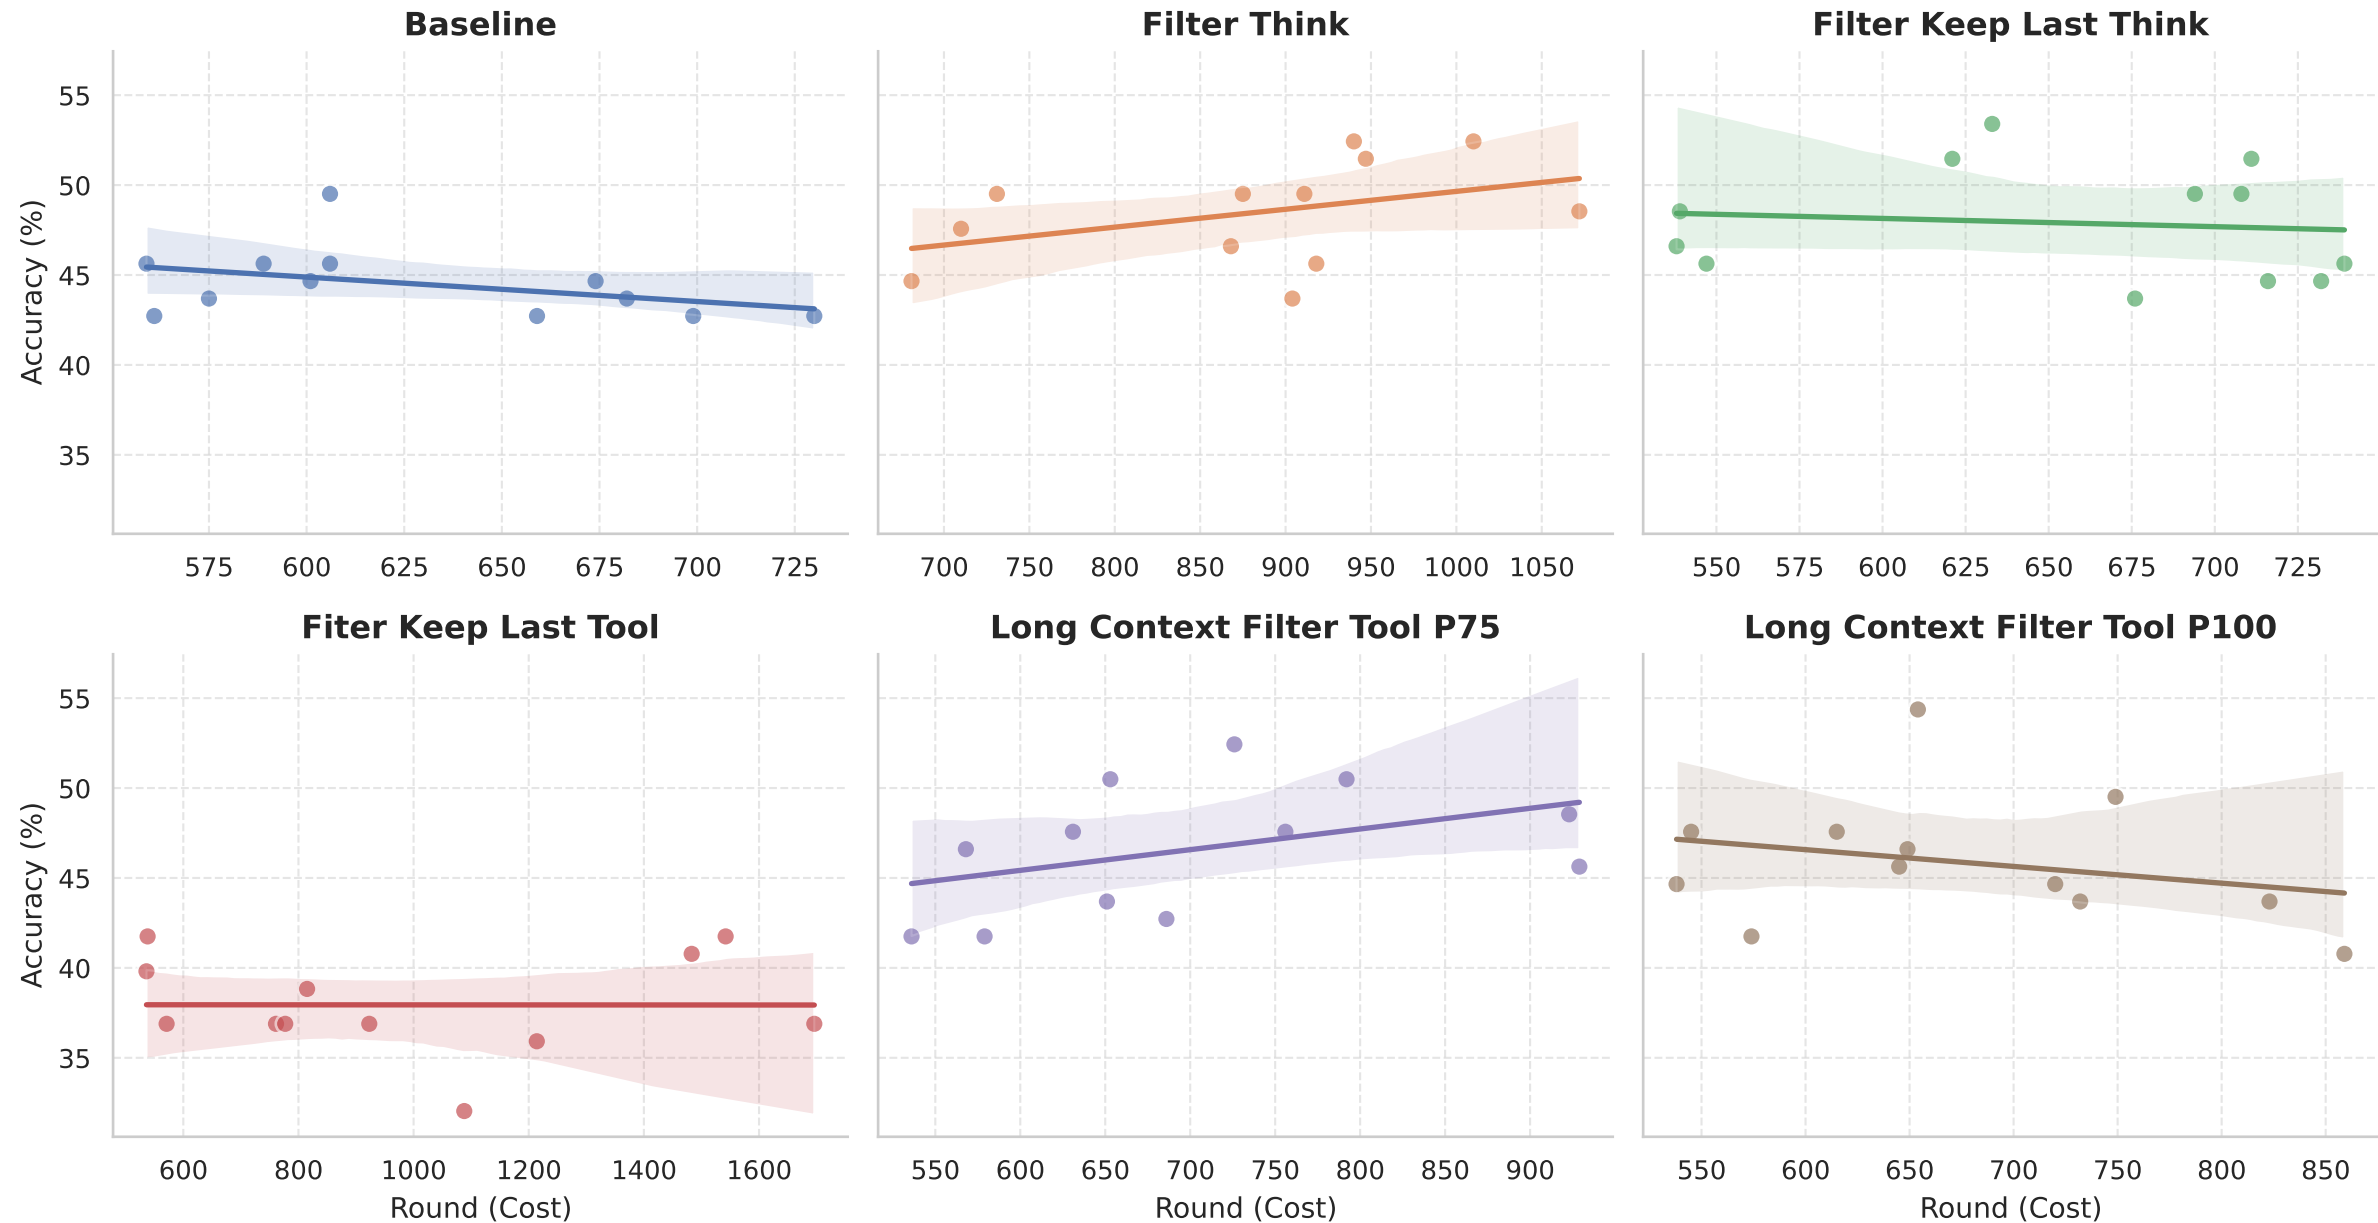 Baseline
Filter Think
Filter Keep Last Think
Accuracy (%)
55
50
45
40
35
575 600 625 650 675 700 725
700 750 800 850 900 950 1000 1050
550 575 600 625 650 675 700 725
Fiter Keep Last Tool
Long Context Filter Tool P75
Long Context Filter Tool P100
Accuracy (%)
55
50
45
40
35
600 800 1000 1200 1400 1600
550 600 650 700 750 800 850 900
550 600 650 700 750 800 850
Round (Cost)
Round (Cost)
Round (Cost)